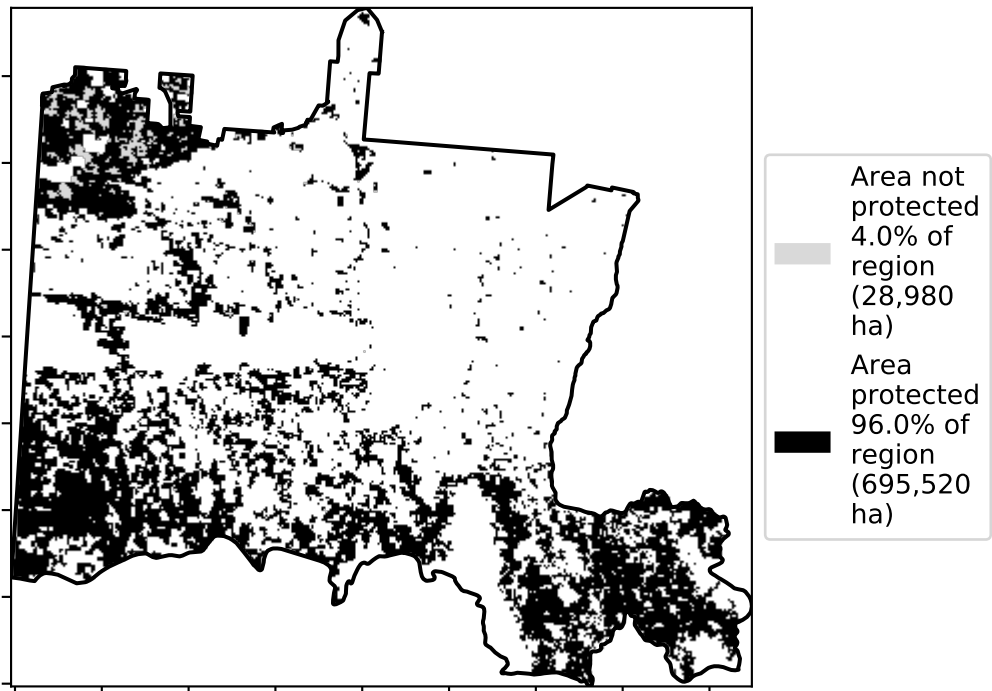 Area not
protected
4.0% of
region
(28,980
ha)
Area
protected
96.0% of
region
(695,520
ha)